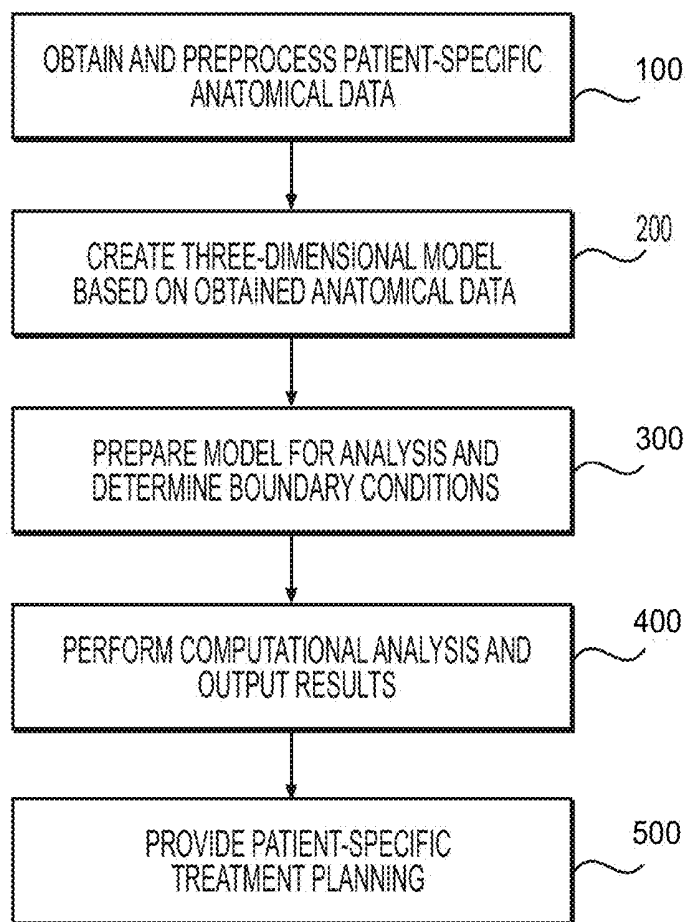 OBTAIN AND PREPROCESS PATIENT-SPECIFIC
ANATOMICAL DATA
100
CREATE THREE-DIMENSIONAL MODEL
BASED ON OBTAINED ANATOMICAL DATA
200
PREPARE MODEL FOR ANALYSIS AND
DETERMINE BOUNDARY CONDITIONS
300
PERFORM COMPUTATIONAL ANALYSIS AND
OUTPUT RESULTS
400
PROVIDE PATIENT-SPECIFIC
TREATMENT PLANNING
500